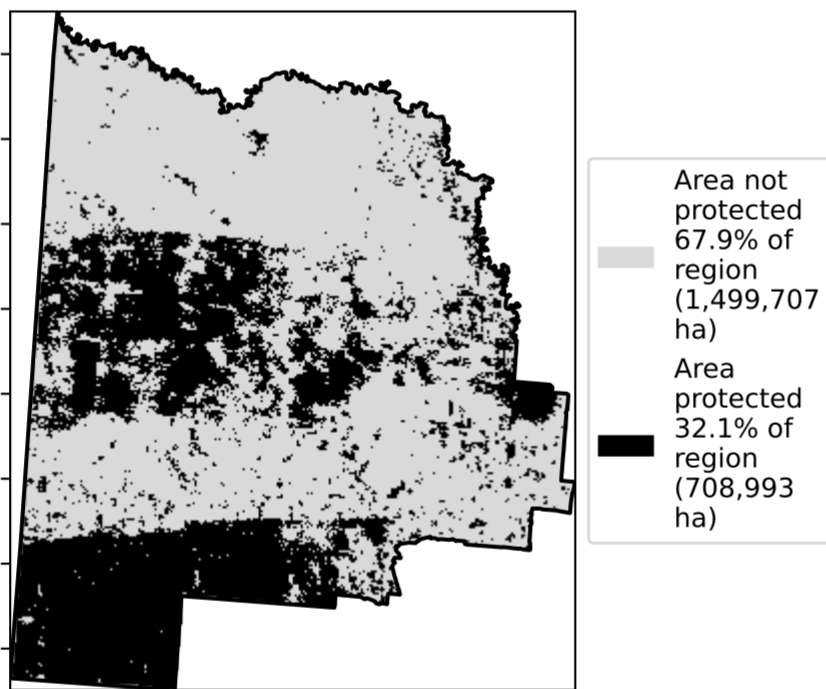 Area not
protected
67.9% of
region
(1,499,707
ha)
Area
protected
32.1% of
region
(708,993
ha)